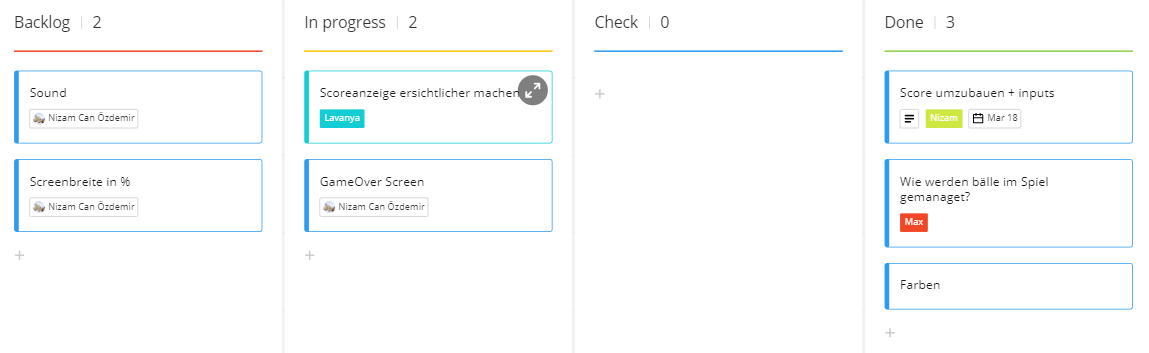 Backlog 2
Sound
Nizam Can Özdemir
Screenbreite in %
Nizam Can Özdemir
+
In progress 2
Scoreanzeige ersichtlicher machen
Lavanya
GameOver Screen
Nizam Can Özdemir
+
Check 0
+
Done 3
Score umzubauen + inputs
Nizam Mar 18
Wie werden bälle im Spiel
gemanaget?
Max
Farben
+